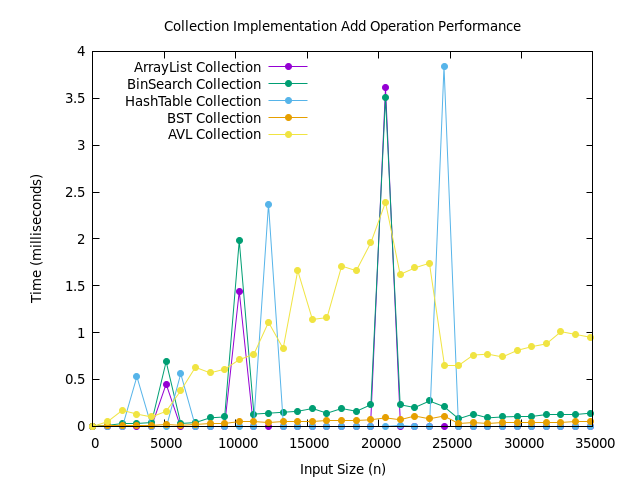 Collection Implementation Add Operation Performance
4
3.5
3
2.5
2
1.5
1
0.5
0
Time (milliseconds)
ArrayList Collection
BinSearch Collection
HashTable Collection
BST Collection
AVL Collection
0 5000 10000 15000 20000 25000 30000 35000
Input Size (n)